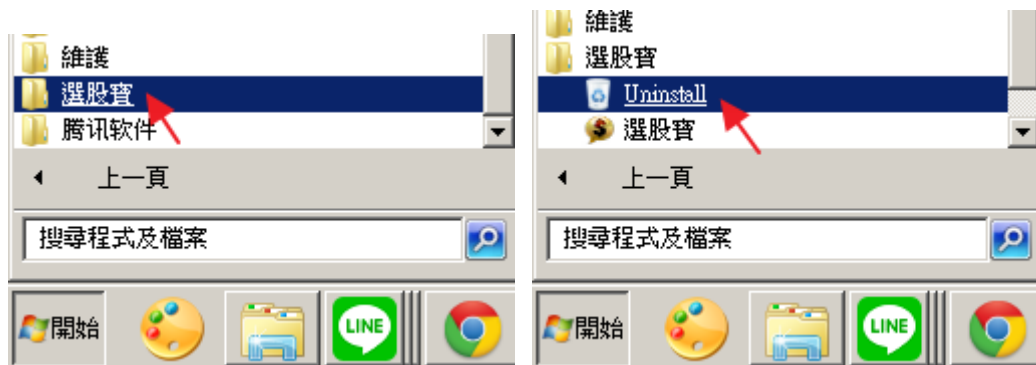 維護
選股寶
腾讯软件
上一頁
搜尋程式及檔案
開始
LINE
維護
選股寶
Uninstall
選股寶
上一頁
搜尋程式及檔案
開始
LINE